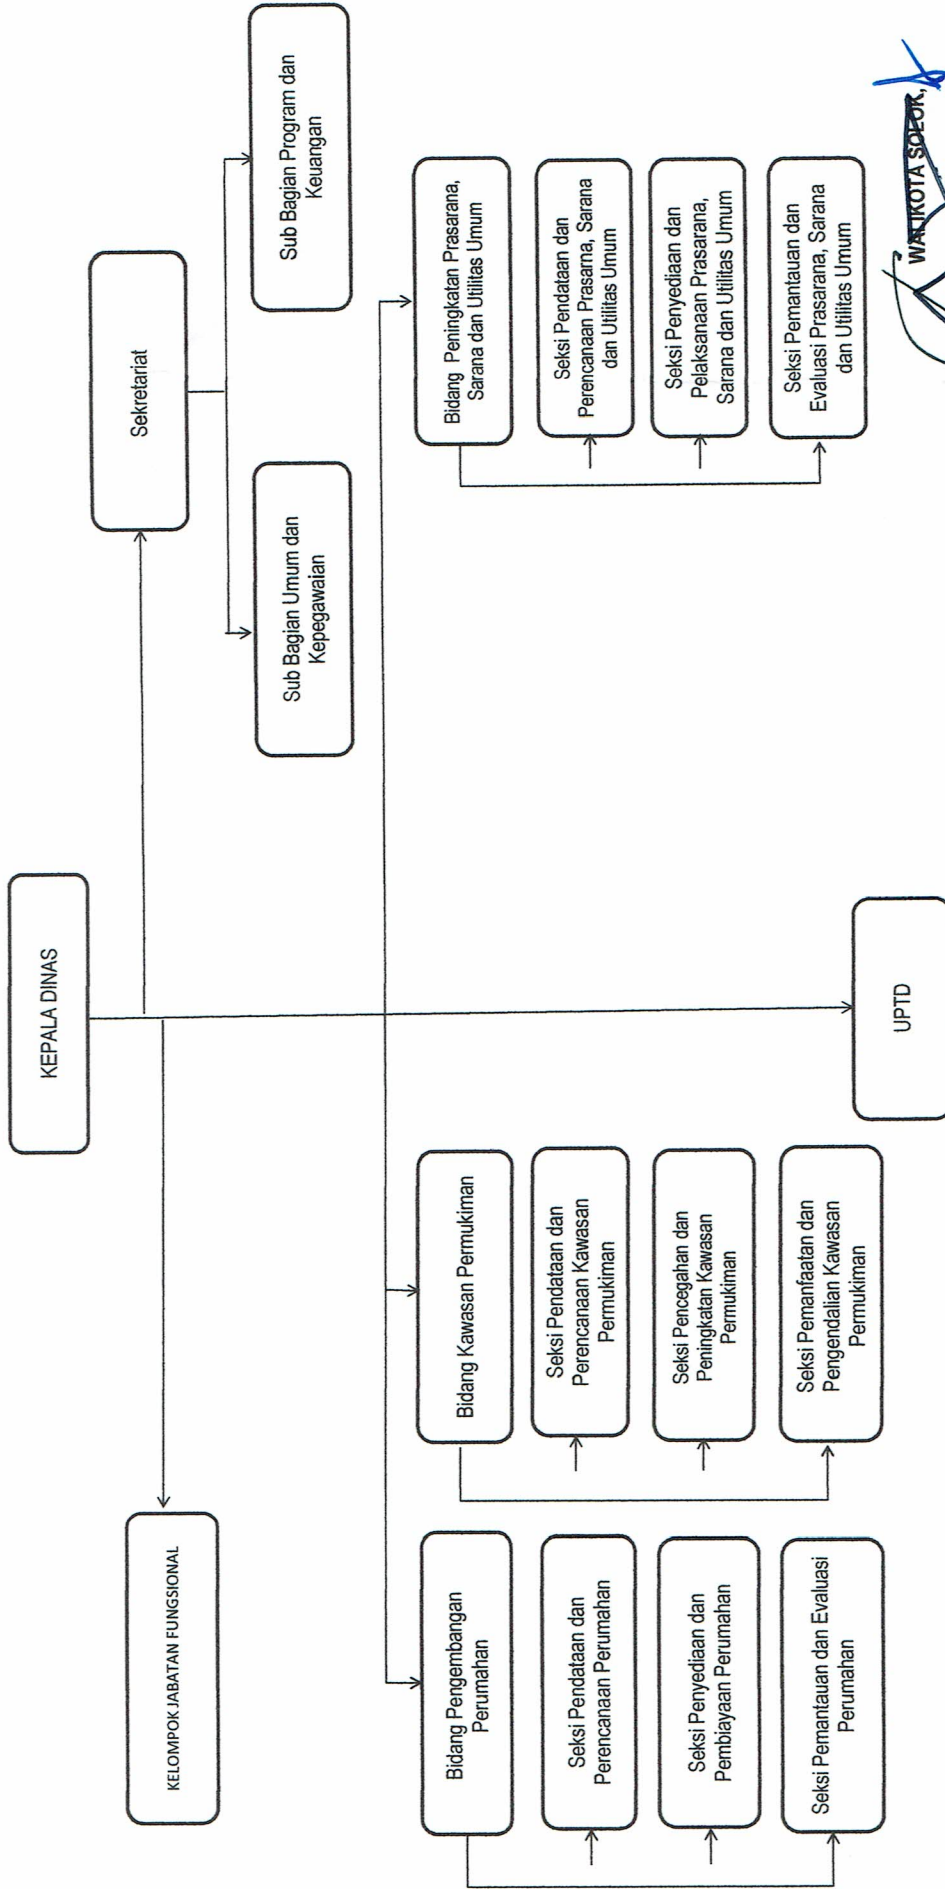 KEPALA DINAS
KELOMPOK JABATAN FUNGSIONAL
Sekretariat
Sub Bagian Umum dan
Kepegawaian
Sub Bagian Program dan
Keuangan
Bidang Pengembangan
Perumahan
Seksi Pendataan dan
Perencanaan Perumahan
Seksi Penyediaan dan
Pembiayaan Perumahan
Seksi Pemantauan dan Evaluasi
Perumahan
Bidang Kawasan Permukiman
Seksi Pendataan dan
Perencanaan Kawasan
Permukiman
Seksi Pencegahan dan
Peningkatan Kawasan
Permukiman
Seksi Pemanfaatan dan
Pengendalian Kawasan
Permukiman
Bidang Peningkatan Prasarana,
Sarana dan Utilitas Umum
Seksi Pendataan dan
Perencanaan Prasarna, Sarana
dan Utilitas Umum
Seksi Penyediaan dan
Pelaksanaan Prasarana,
Sarana dan Utilitas Umum
Seksi Pemantauan dan
Evaluasi Prasarana, Sarana
dan Utilitas Umum
UPTD
WALIKOTA SOLOK,